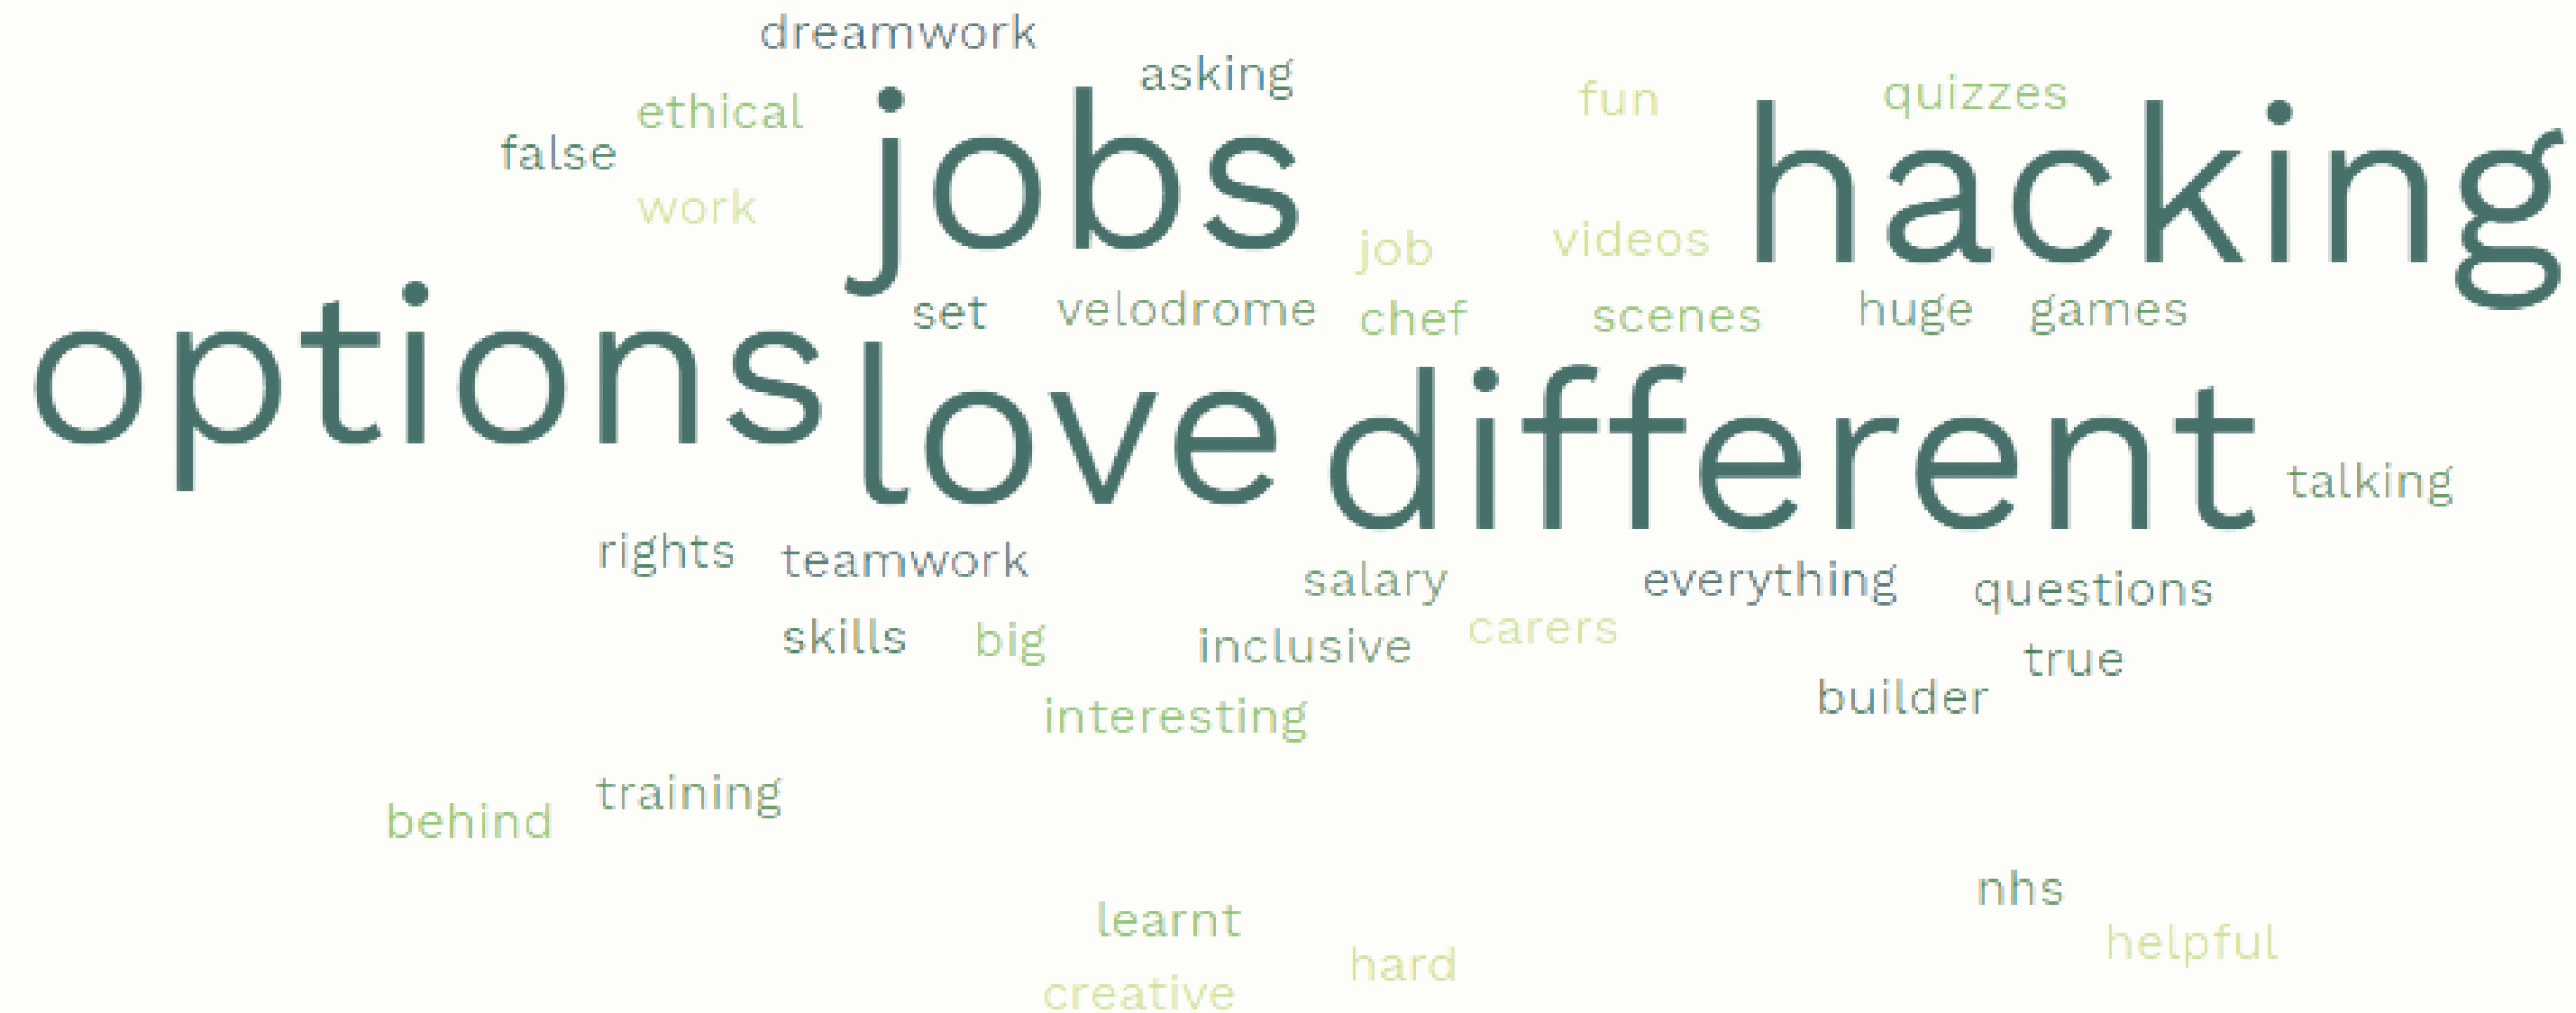 dreamwork
asking
ethical
fun
quizzes
false
jobs
hacking
work
job
videos
options
set
velodrome
chef
scenes
huge
games
love
different
talking
rights
teamwork
salary
everything
questions
skills
big
inclusive
carers
true
interesting
builder
behind
training
nhs
learnt
helpful
hard
creative